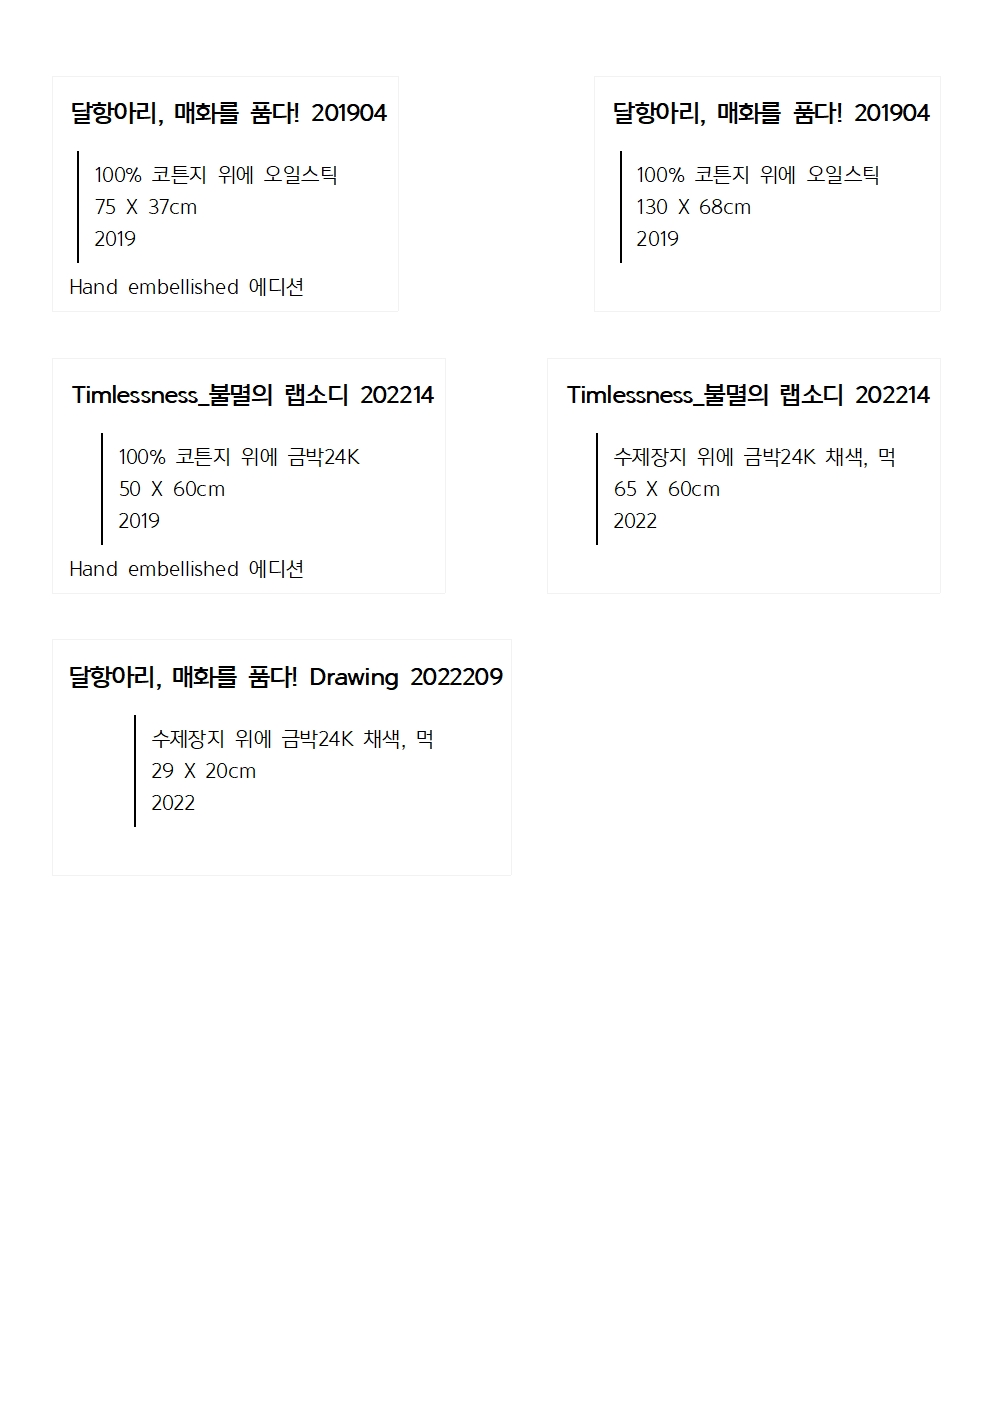 달항아리, 매화를 품다! 201904
100% 코튼지 위에 오일스틱
75 X 37cm
2019
Hand embellished 에디션
달항아리, 매화를 품다! 201904
100% 코튼지 위에 오일스틱
130 X 68cm
2019
Timlessness_불멸의 랩소디 202214
100% 코튼지 위에 금박24K
50 X 60cm
2019
Hand embellished 에디션
Timlessness_불멸의 랩소디 202214
수제장지 위에 금박24K 채색, 먹
65 X 60cm
2022
달항아리, 매화를 품다! Drawing 2022209
수제장지 위에 금박24K 채색, 먹
29 X 20cm
2022